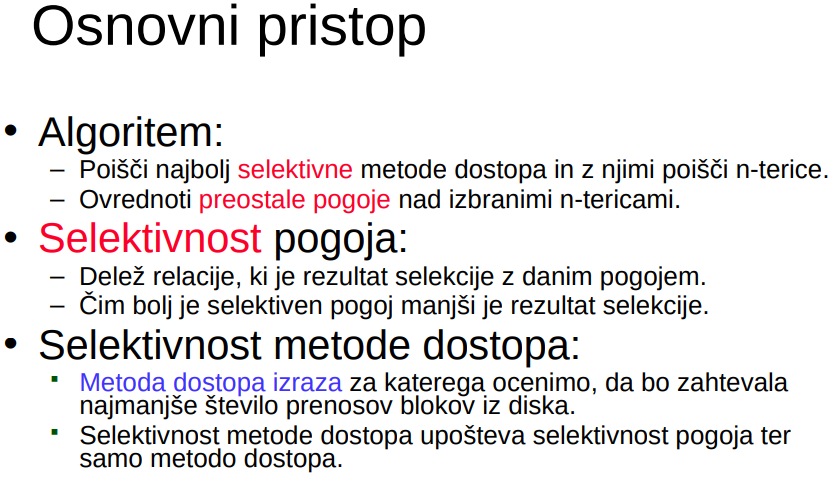 Osnovni pristop
• Algoritem:
– Poišči najbolj selektivne metode dostopa in z njimi poišči n-terice.
– Ovrednoti preostale pogoje nad izbranimi n-tericami.
• Selektivnost pogoja:
– Delež relacije, ki je rezultat selekcije z danim pogojem.
– Čim bolj je selektiven pogoj manjši je rezultat selekcije.
• Selektivnost metode dostopa:
▪ Metoda dostopa izraza za katerega ocenimo, da bo zahtevala
najmanjše število prenosov blokov iz diska.
▪ Selektivnost metode dostopa upošteva selektivnost pogoja ter
samo metodo dostopa.